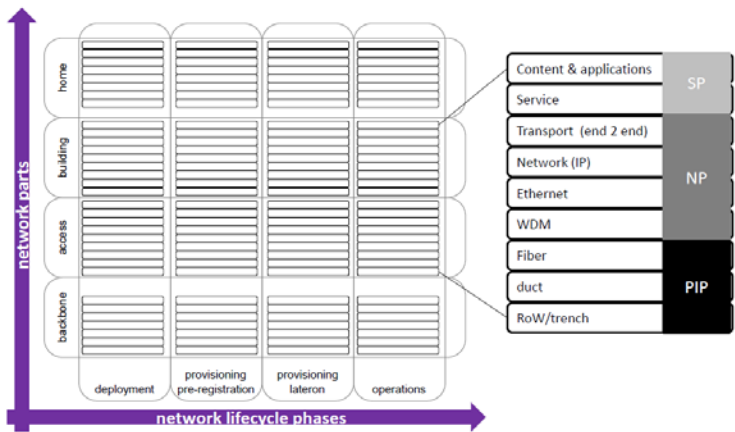 network parts
home
building
access
backbone
deployment
provisioning
pre-registration
provisioning
lateron
operations
network lifecycle phases
Content & applications
Service
Transport (end 2 end)
Network (IP)
Ethernet
WDM
Fiber
duct
RoW/trench
SP
NP
PIP